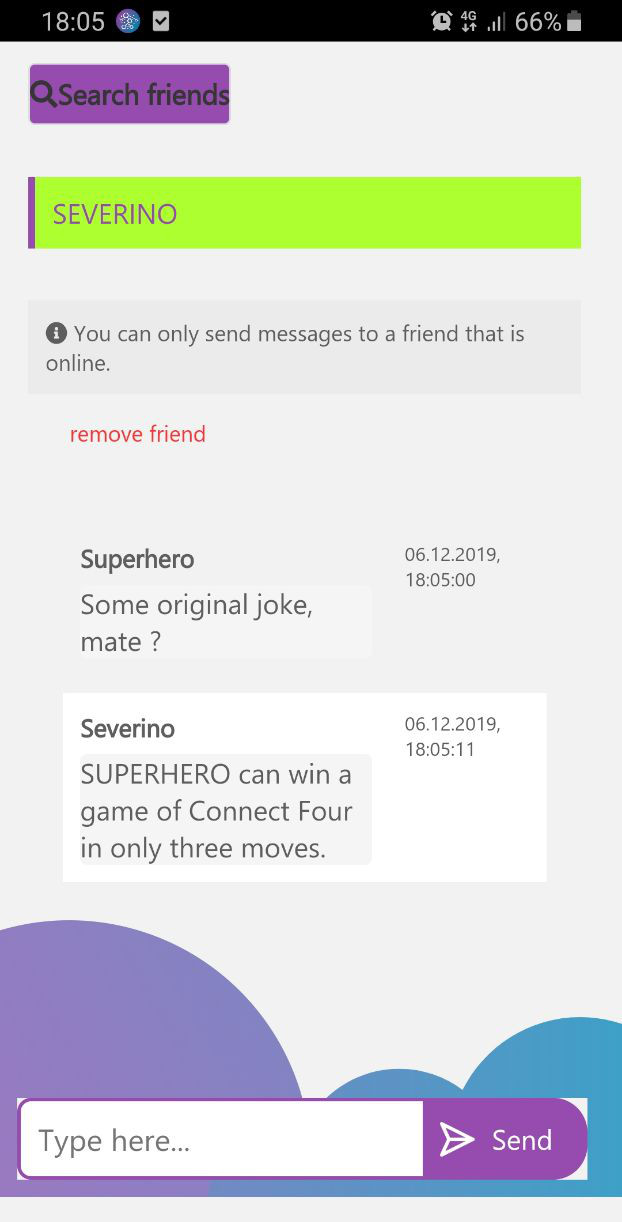 18:05 4G 66%
Search friends
SEVERINO
You can only send messages to a friend that is
online.
remove friend
Superhero 06.12.2019,
18:05:00
Some original joke,
mate ?
Severino 06.12.2019,
18:05:11
SUPERHERO can win a
game of Connect Four
in only three moves.
Type here... Send